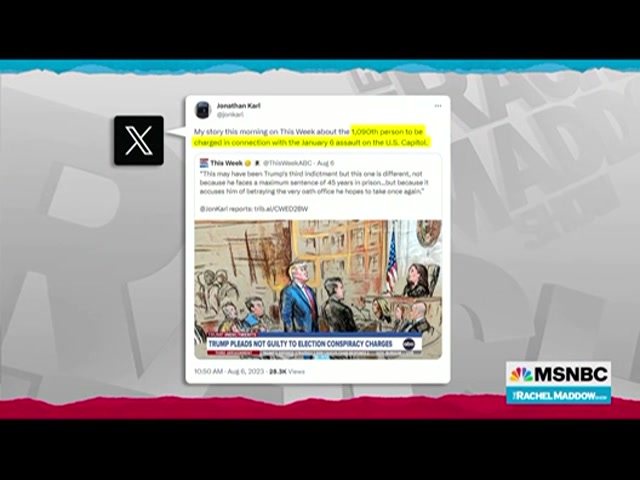 Jonathan Karl
@jonkarl
My story this morning on This Week about the 1,090th person to be
charged in connection with the January 6 assault on the U.S. Capitol.
This Week @ThisWeekABC · Aug 6
"This may have been Trump's third indictment but this one is different, not
because he faces a maximum sentence of 45 years in prison...but because it
accuses him of betraying the very oath office he hopes to take once again."
@JonKarl reports: trib.al/CWED2BW
TRUMP PLEADS NOT GUILTY TO ELECTION CONSPIRACY CHARGES
abc
10:50 AM · Aug 6, 2023 · 28.3K Views
MSNBC
THE RACHEL MADDOW SHOW